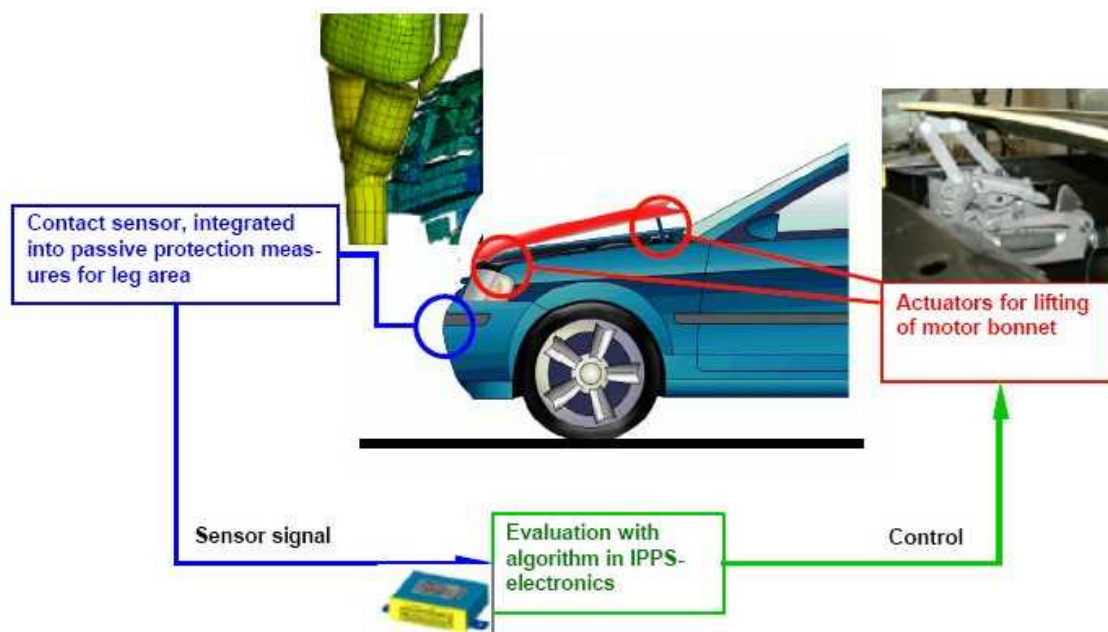 Contact sensor, integrated
into passive protection meas-
ures for leg area
Actuators for lifting
of motor bonnet
Sensor signal
Evaluation with
algorithm in IPPS-
electronics
Control